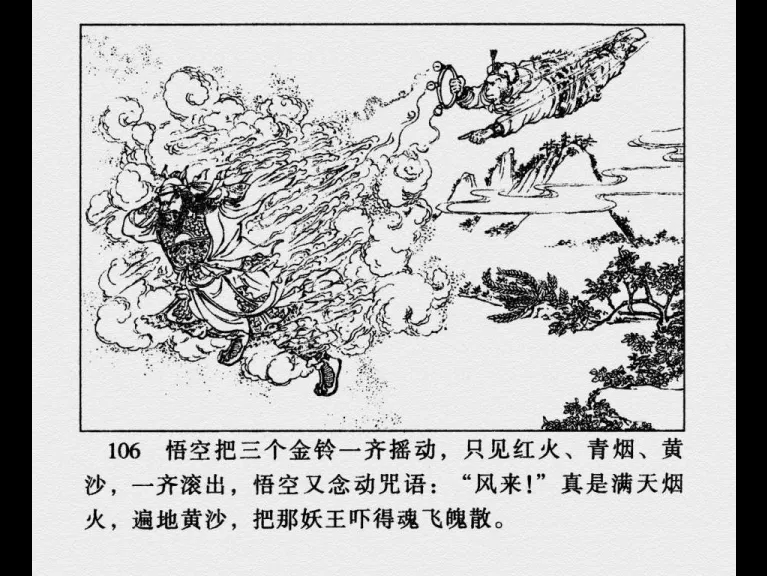 106 悟空把三个金铃一齐摇动，只见红火、青烟、黄
沙，一齐滚出，悟空又念动咒语：“风来！”真是满天烟
火，遍地黄沙，把那妖王吓得魂飞魄散。